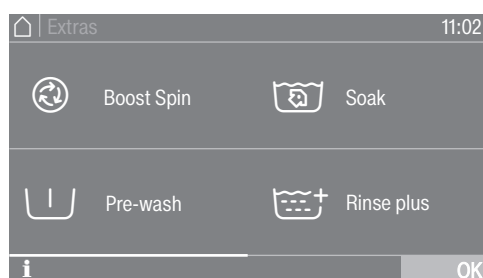 Extras 11:02
Boost Spin Soak
Pre-wash Rinse plus
i OK